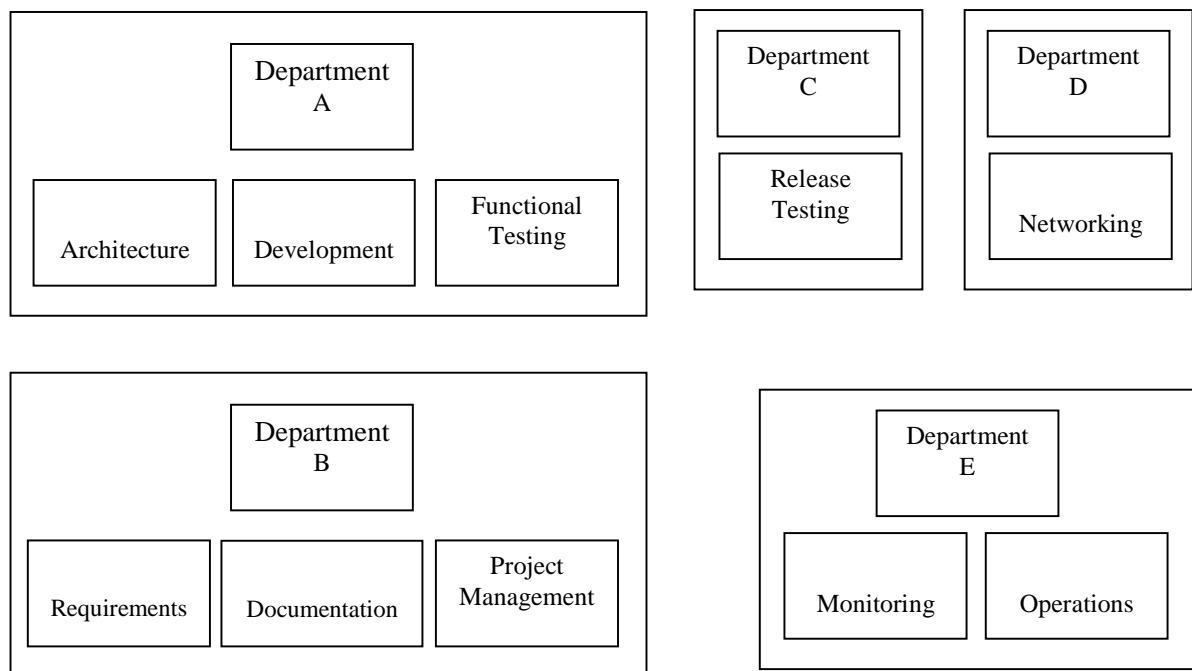 Department
A
Architecture
Development
Functional
Testing
Department
C
Release
Testing
Department
D
Networking
Department
B
Requirements
Documentation
Project
Management
Department
E
Monitoring
Operations